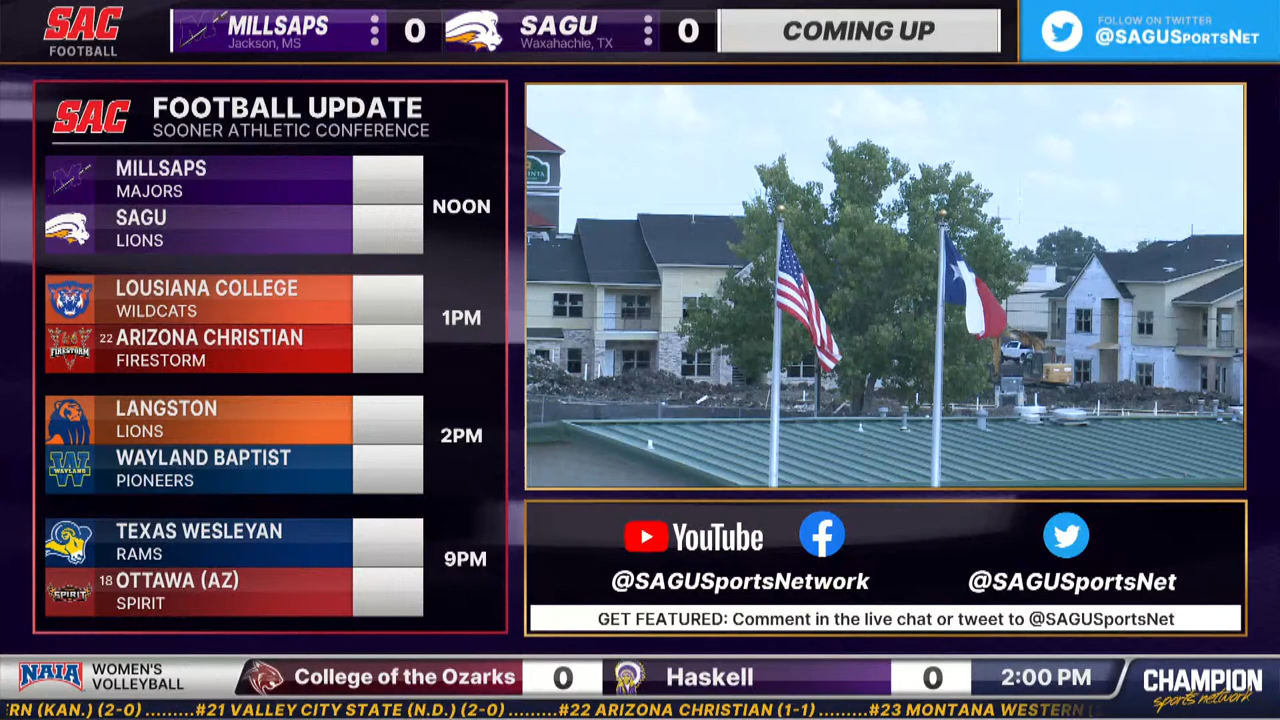 SAC
FOOTBALL
MILLSAPS
Jackson, MS
0
SAGU
Waxahachie, TX
0
COMING UP
FOLLOW ON TWITTER
@SAGUSportsNet
SAC
FOOTBALL UPDATE
SOONER ATHLETIC CONFERENCE
MILLSAPS
MAJORS
SAGU
LIONS
NOON
LOUSIANA COLLEGE
WILDCATS
22 ARIZONA CHRISTIAN
FIRESTORM
FIRESTORM
1PM
LANGSTON
LIONS
WAYLAND BAPTIST
PIONEERS
WAYLAND
2PM
TEXAS WESLEYAN
RAMS
18 OTTAWA (AZ)
SPIRIT
SPIRIT
9PM
YouTube
@SAGUSportsNetwork
@SAGUSportsNet
GET FEATURED: Comment in the live chat or tweet to @SAGUSportsNet
NAIA
WOMEN'S
VOLLEYBALL
College of the Ozarks
0
Haskell
0
2:00 PM
CHAMPION
sports network
ERN (KAN.) (2-0) .........#21 VALLEY CITY STATE (N.D.) (2-0) .........#22 ARIZONA CHRISTIAN (1-1) .........#23 MONTANA WESTERN